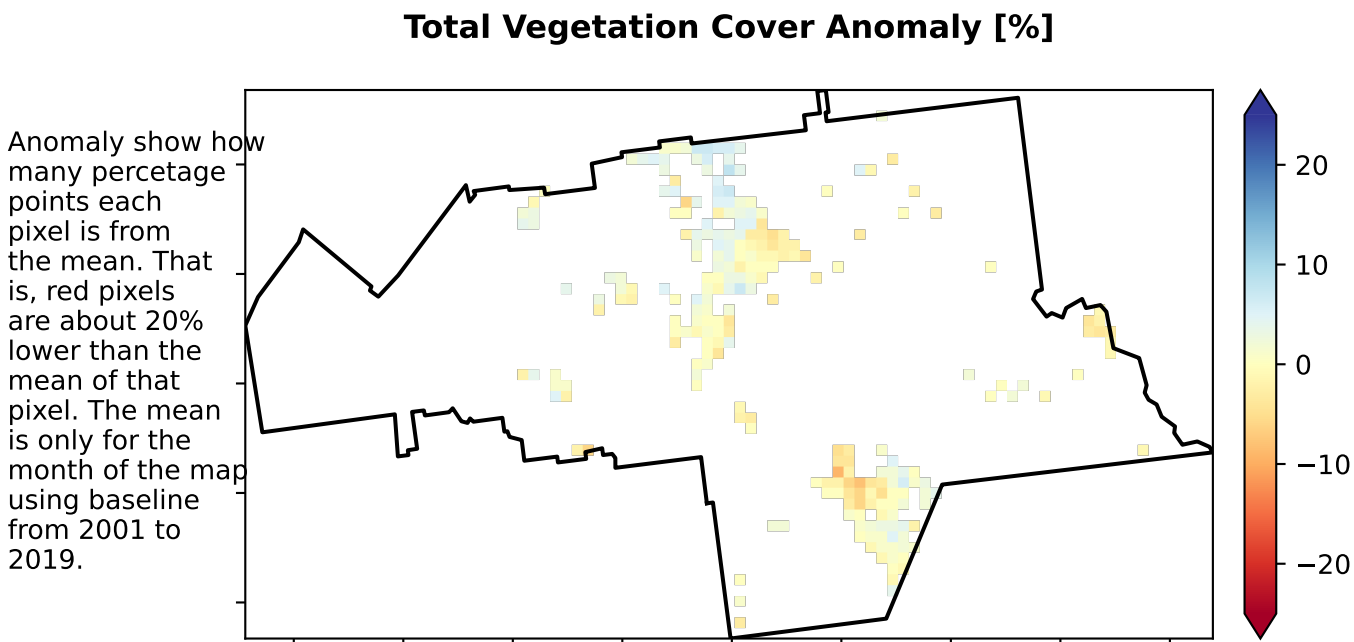 Total Vegetation Cover Anomaly [%]
Anomaly show how
many percetage
points each
pixel is from
the mean. That
is, red pixels
are about 20%
lower than the
mean of that
pixel. The mean
is only for the
month of the map
using baseline
from 2001 to
2019.
20
10
0
−10
−20